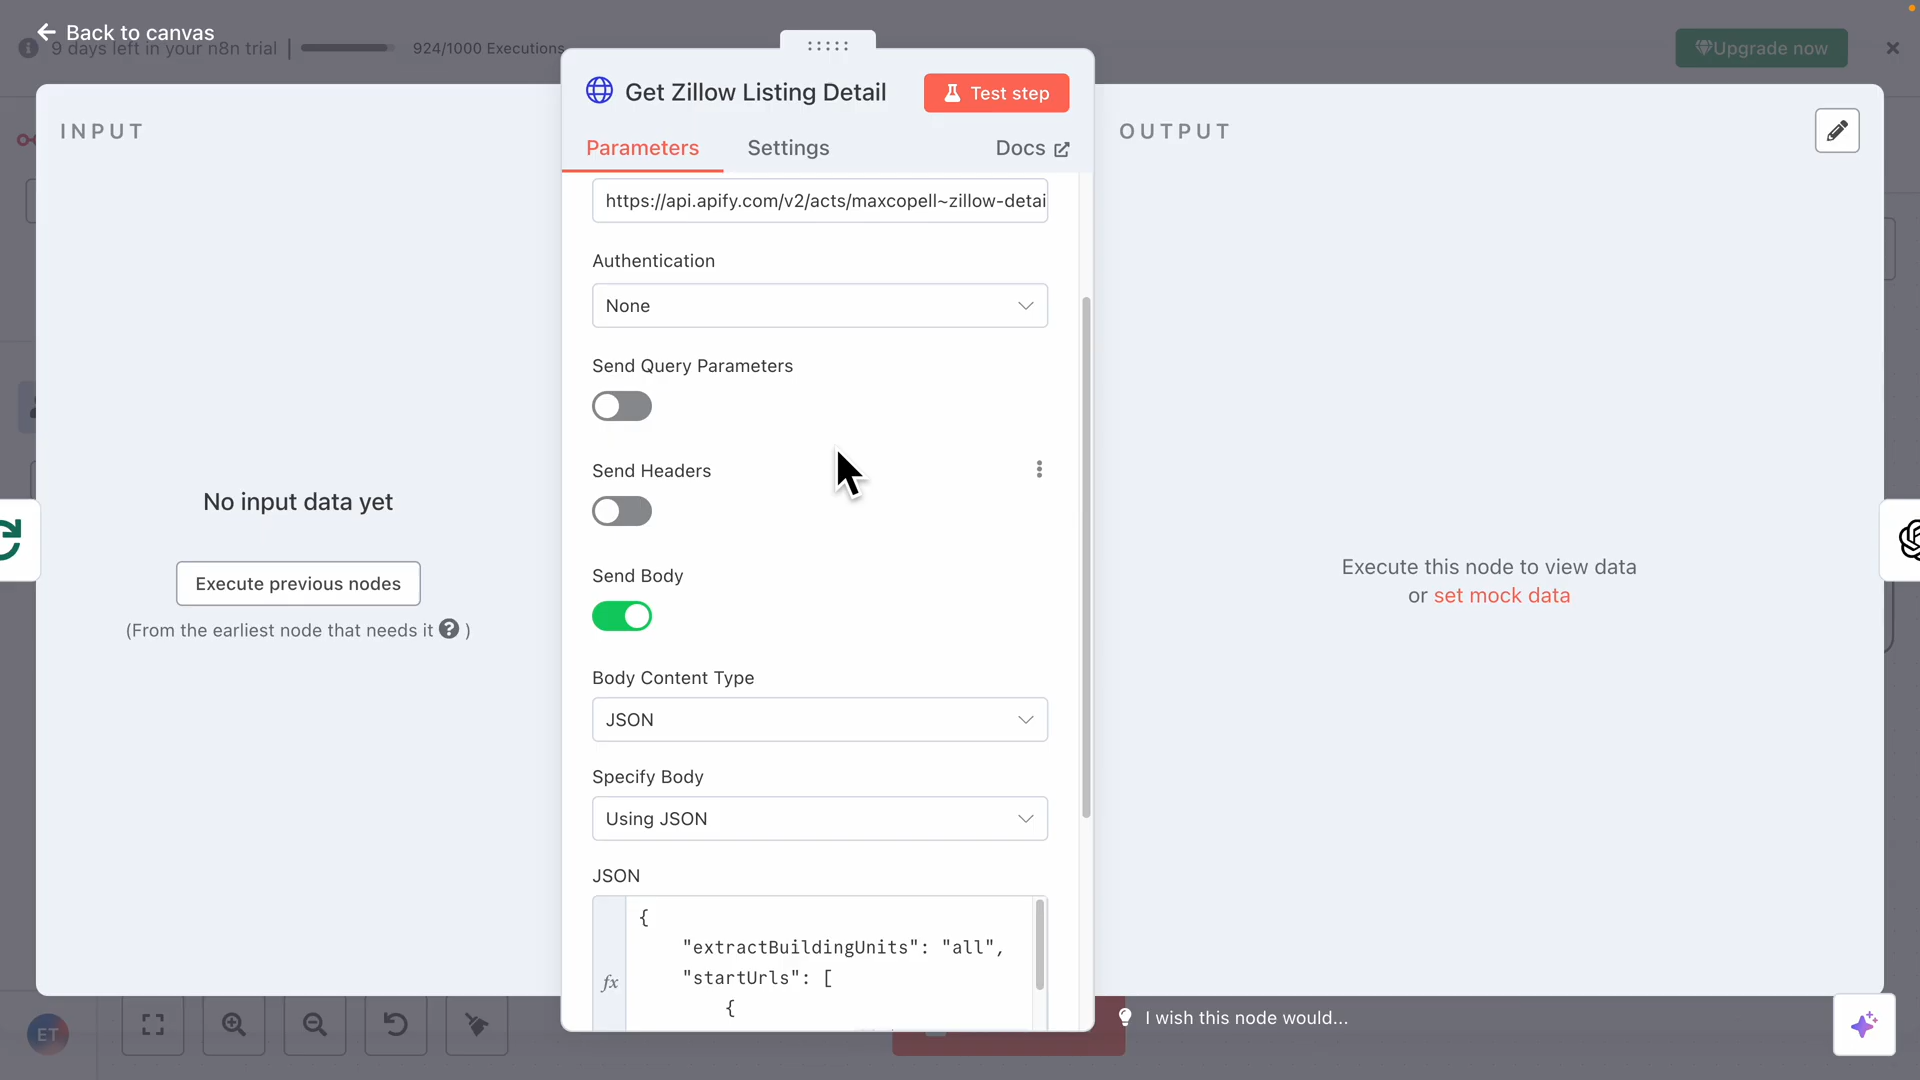 Back to canvas
9 days left in your n8n trial
924/1000 Executions
Upgrade now
INPUT
Get Zillow Listing Detail
Test step
Parameters
Settings
Docs
OUTPUT
https://api.apify.com/v2/acts/maxcopell~zillow-detai
Authentication
None
Send Query Parameters
Send Headers
No input data yet
Execute previous nodes
(From the earliest node that needs it ? )
Send Body
Execute this node to view data
or set mock data
Body Content Type
JSON
Specify Body
Using JSON
JSON
{
"extractBuildingUnits": "all",
"startUrls": [
{
fx
I wish this node would...
ET